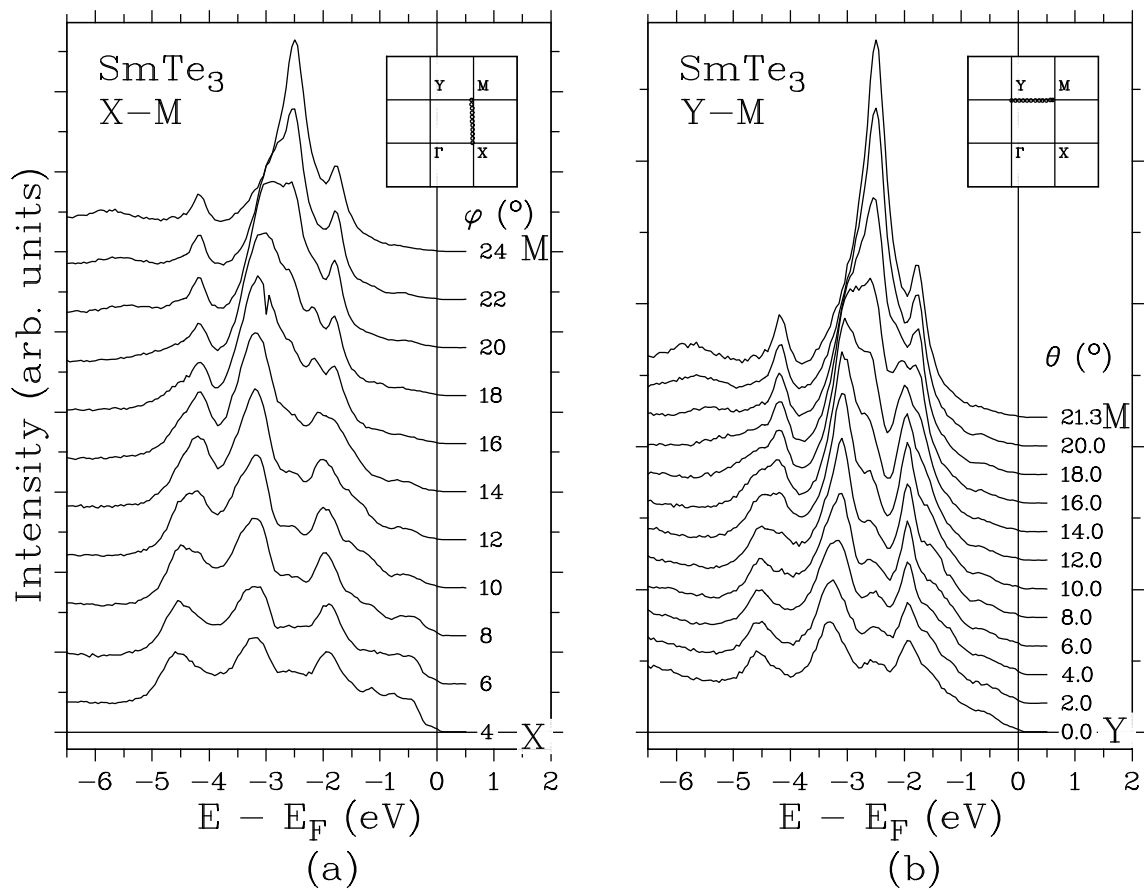 SmTe3
X−M
Y M
Γ X
φ (°)
24 M
22
20
18
16
14
12
10
8
6
4 X
Intensity (arb. units)
−6 −5 −4 −3 −2 −1 0 1 2
E − EF (eV)
(a)
SmTe3
Y−M
Y M
Γ X
θ (°)
21.3 M
20.0
18.0
16.0
14.0
12.0
10.0
8.0
6.0
4.0
2.0
0.0 Y
−6 −5 −4 −3 −2 −1 0 1 2
E − EF (eV)
(b)